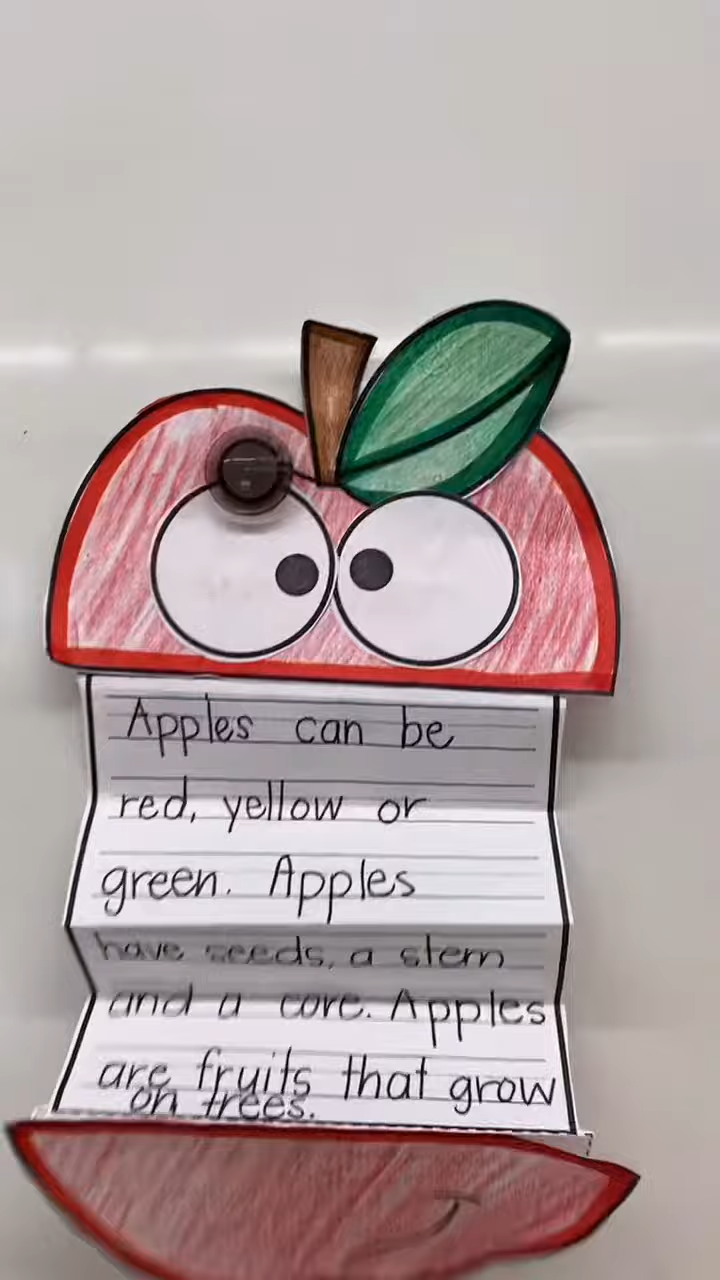 Apples can be
red, yellow or
green. Apples
have seeds, a stem
and a core. Apples
are fruits that grow
on trees.